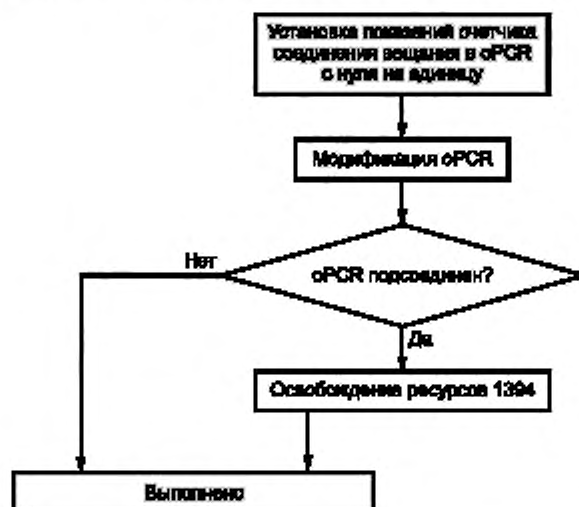 Установка показаний счетчика
соединения вещания в oPCR
с нуля на единицу
Модификация oPCR
Нет
oPCR подсоединен?
Да
Освобождение ресурсов 1394
Выполнено